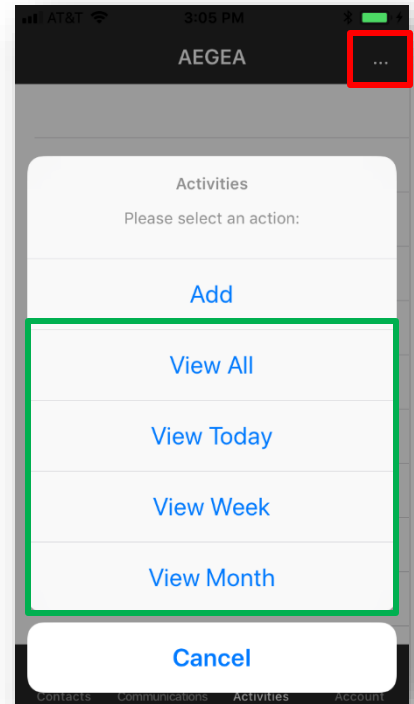 AT&T 3:05 PM
AEGEA ...
Activities
Please select an action:
Add
View All
View Today
View Week
View Month
Cancel
Contacts Communications Activities Account